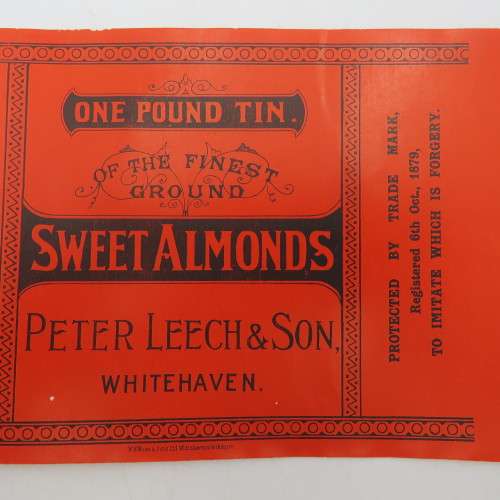 ONE POUND TIN.
OF THE FINEST
GROUND
SWEET ALMONDS
PETER LEECH & SON,
WHITEHAVEN.
PROTECTED BY TRADE MARK,
Registered 6th Oct., 1879,
TO IMITATE WHICH IS FORGERY.